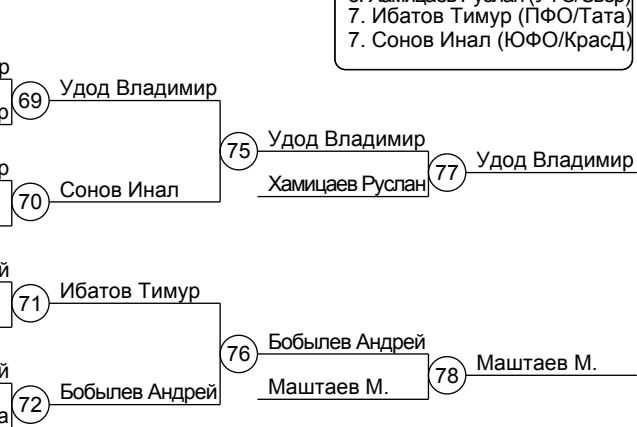 7. Ибатов Тимур (ПФО/Тата)
7. Сонов Инал (ЮФО/КрасД)
69
Удод Владимир
75
Удод Владимир
70
Сонов Инал
Хамицаев Руслан
77
Удод Владимир
71
Ибатов Тимур
76
Бобылев Андрей
72
Бобылев Андрей
Маштаев М.
78
Маштаев М.